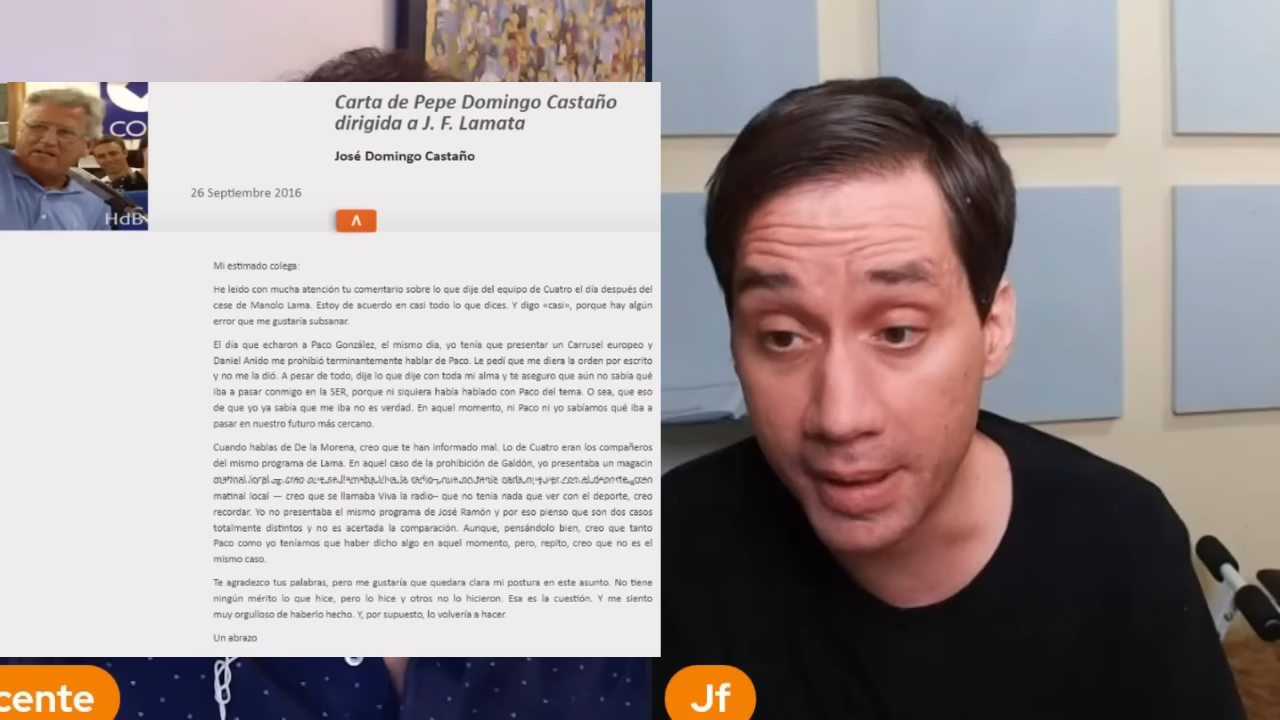 Carta de Pepe Domingo Castaño
dirigida a J. F. Lamata
José Domingo Castaño
CO
HdB
26 Septiembre 2016
Mi estimado colega:
He leído con mucha atención tu comentario sobre lo que dije del equipo de Cuatro el día después del
cese de Manolo Lama. Estoy de acuerdo en casi todo lo que dices. Y digo «casi», porque hay algún
error que me gustaría subsanar.
El día que echaron a Paco González, el mismo día, yo tenía que presentar un Carrusel europeo y
Daniel Anido me prohibió terminantemente hablar de Paco. Le pedí que me diera la orden por escrito
y no me la dió. A pesar de todo, dije lo que dije con toda mi alma y te aseguro que aún no sabía qué
iba a pasar conmigo en la SER, porque ni siquiera había hablado con Paco del tema. O sea, que eso
de que yo ya sabía que me iba no es verdad. En aquel momento, ni Paco ni yo sabíamos qué iba a
pasar en nuestro futuro más cercano.
Cuando hablas de De la Morena, creo que te han informado mal. Lo de Cuatro eran los compañeros
del mismo programa de Lama. En aquel caso de la prohibición de Galdón, yo presentaba un magacin
matinal local — creo que se llamaba Viva la radio– que no tenía nada que ver con el deporte, creo
recordar. Yo no presentaba el mismo programa de José Ramón y por eso pienso que son dos casos
totalmente distintos y no es acertada la comparación. Aunque, pensándolo bien, creo que tanto
Paco como yo teníamos que haber dicho algo en aquel momento, pero, repito, creo que no es el
mismo caso.
Te agradezco tus palabras, pero me gustaría que quedara clara mi postura en este asunto. No tiene
ningún mérito lo que hice, pero lo hice y otros no lo hicieron. Esa es la cuestión. Y me siento
muy orgulloso de haberlo hecho. Y, por supuesto, lo volvería a hacer.
Un abrazo
cente
Jf